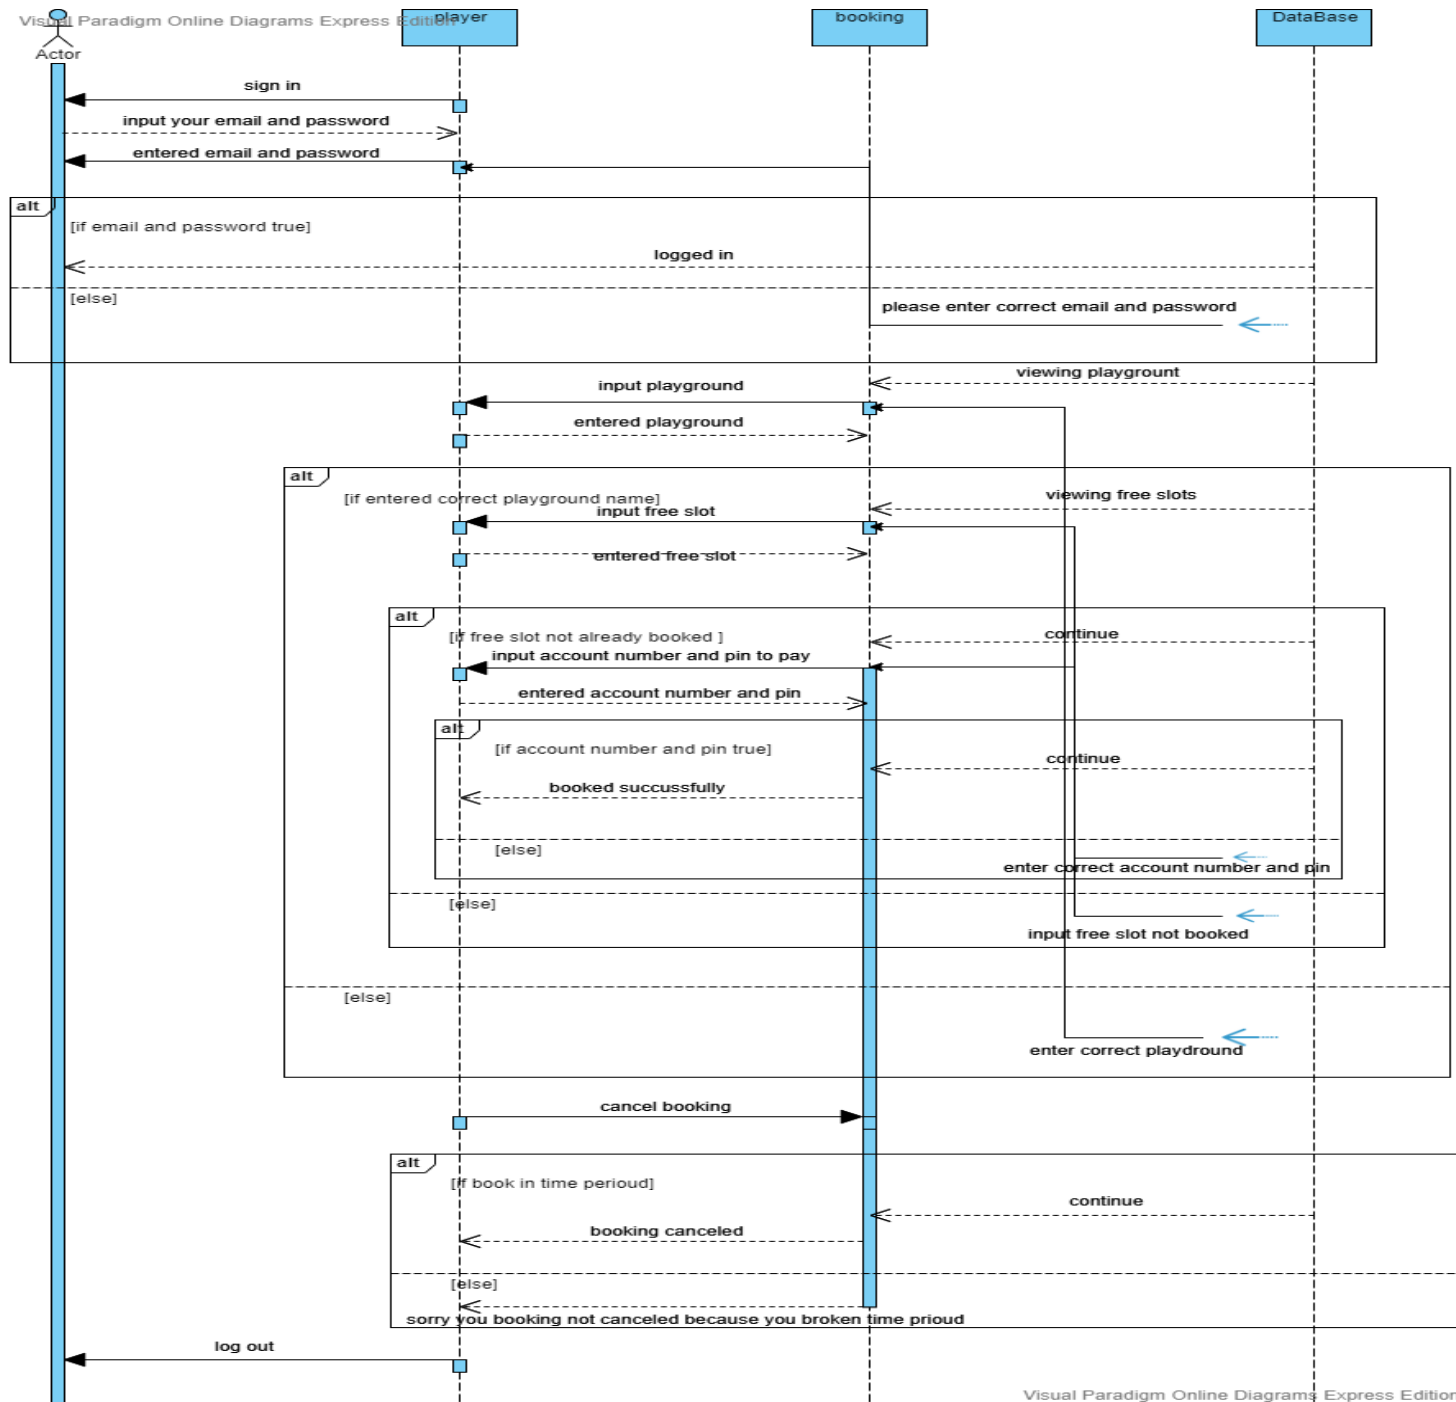 Visual Paradigm Online Diagrams Express Edition
player
booking
DataBase
Actor
sign in
input your email and password
entered email and password
alt
[if email and password true]
logged in
[else]
please enter correct email and password
viewing playgrount
input playground
entered playground
alt
[if entered correct playground name]
viewing free slots
input free slot
entered free slot
alt
[if free slot not already booked ]
continue
input account number and pin to pay
entered account number and pin
alt
[if account number and pin true]
continue
booked succussfully
[else]
enter correct account number and pin
[else]
input free slot not booked
[else]
enter correct playdround
cancel booking
alt
[if book in time perioud]
continue
booking canceled
[else]
sorry you booking not canceled because you broken time prioud
log out
Visual Paradigm Online Diagrams Express Edition